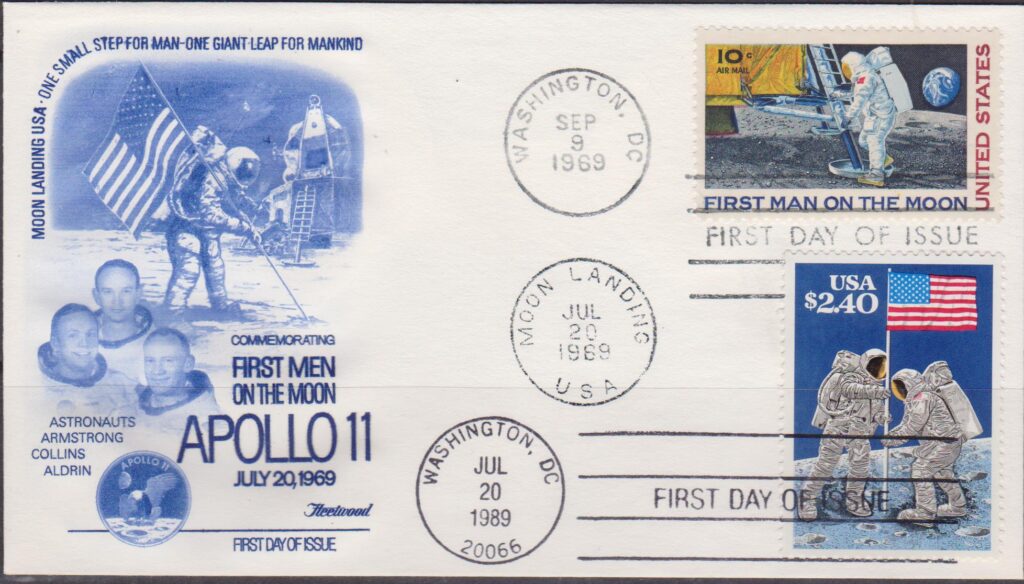 MOON LANDING USA · ONE SMALL STEP FOR MAN-ONE GIANT LEAP FOR MANKIND
COMMEMORATING
FIRST MEN
ON THE MOON
APOLLO 11
JULY 20, 1969
ASTRONAUTS
ARMSTRONG
COLLINS
ALDRIN
APOLLO 11
Fleetwood
FIRST DAY OF ISSUE
WASHINGTON, DC
SEP
9
1969
10c
AIR MAIL
UNITED STATES
FIRST MAN ON THE MOON
FIRST DAY OF ISSUE
MOON LANDING
JUL
20
1969
USA
USA
$2.40
WASHINGTON, DC
JUL
20
1989
20066
FIRST DAY OF ISSUE